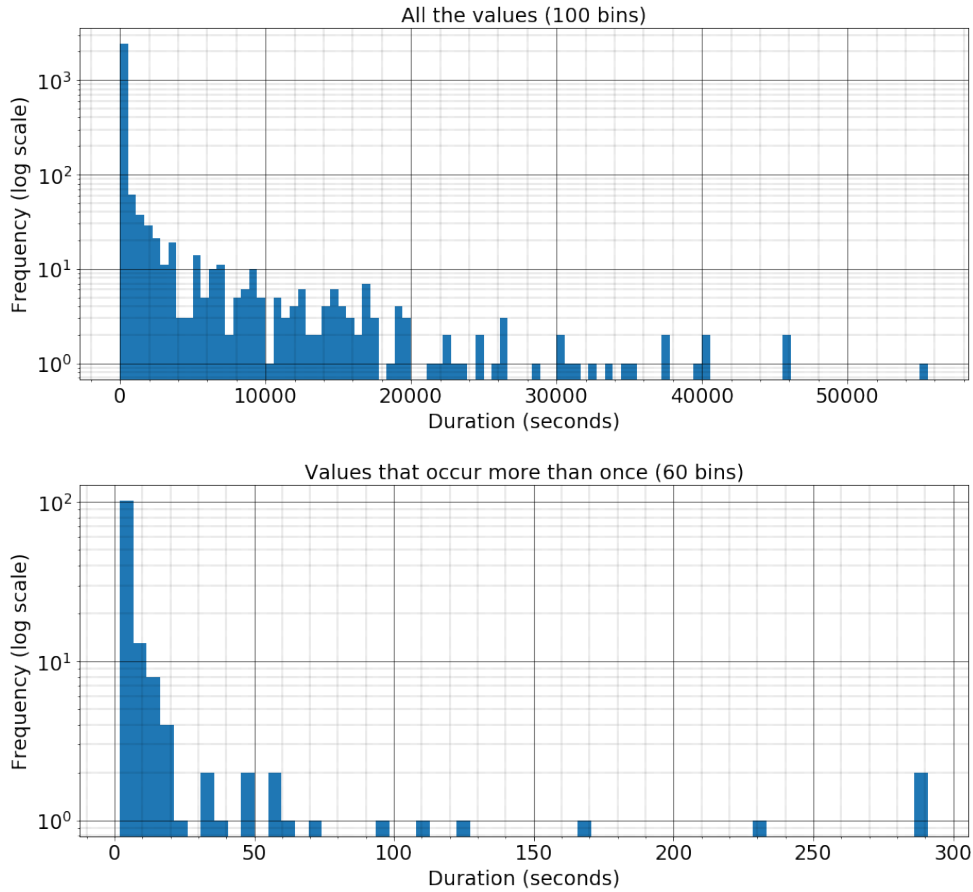 All the values (100 bins)
Frequency (log scale)
10³
10²
10¹
10⁰
0 10000 20000 30000 40000 50000
Duration (seconds)
Values that occur more than once (60 bins)
Frequency (log scale)
10²
10¹
10⁰
0 50 100 150 200 250 300
Duration (seconds)